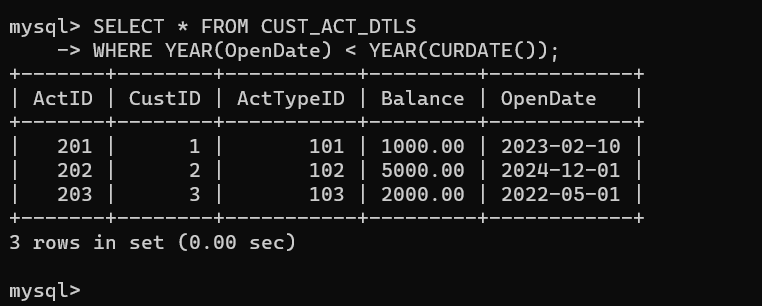 mysql> SELECT * FROM CUST_ACT_DTLS
    -> WHERE YEAR(OpenDate) < YEAR(CURDATE());
+-------+--------+-----------+---------+------------+
| ActID | CustID | ActTypeID | Balance | OpenDate   |
+-------+--------+-----------+---------+------------+
|   201 |      1 |       101 | 1000.00 | 2023-02-10 |
|   202 |      2 |       102 | 5000.00 | 2024-12-01 |
|   203 |      3 |       103 | 2000.00 | 2022-05-01 |
+-------+--------+-----------+---------+------------+
3 rows in set (0.00 sec)

mysql>